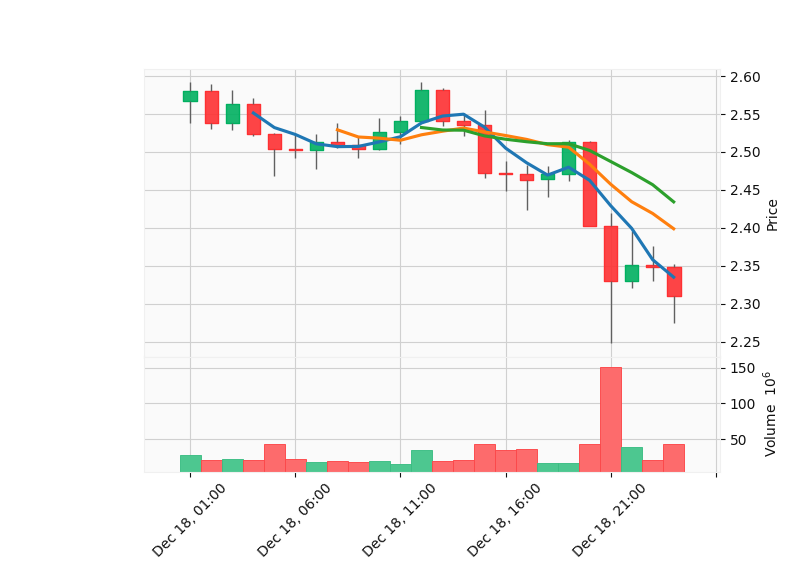 2.60
2.55
2.50
2.45
2.40
2.35
2.30
2.25
Price
150
100
50
Volume 10^6
Dec 18, 01:00
Dec 18, 06:00
Dec 18, 11:00
Dec 18, 16:00
Dec 18, 21:00